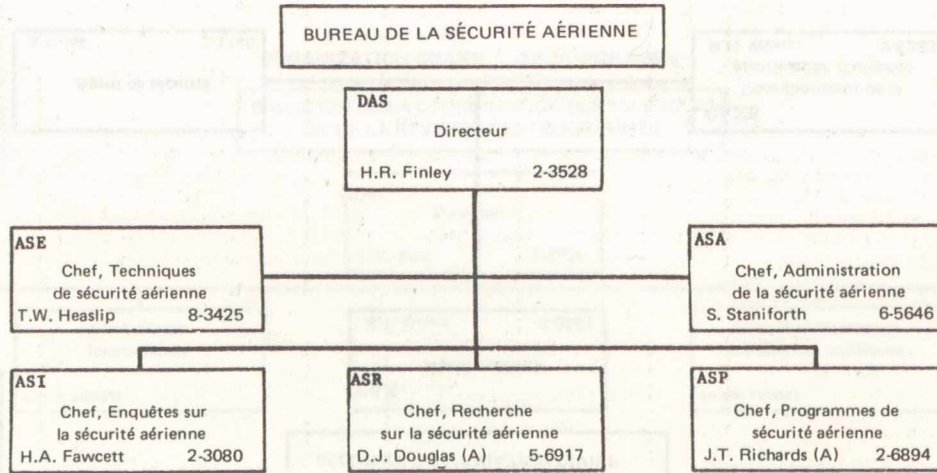 BUREAU DE LA SÉCURITÉ AÉRIENNE
DAS
Directeur
H.R. Finley 2-3528
ASE
Chef, Techniques
de sécurité aérienne
T.W. Heaslip 8-3425
ASA
Chef, Administration
de la sécurité aérienne
S. Staniforth 6-5646
ASI
Chef, Enquêtes sur
la sécurité aérienne
H.A. Fawcett 2-3080
ASR
Chef, Recherche
sur la sécurité aérienne
D.J. Douglas (A) 5-6917
ASP
Chef, Programmes de
sécurité aérienne
J.T. Richards (A) 2-6894